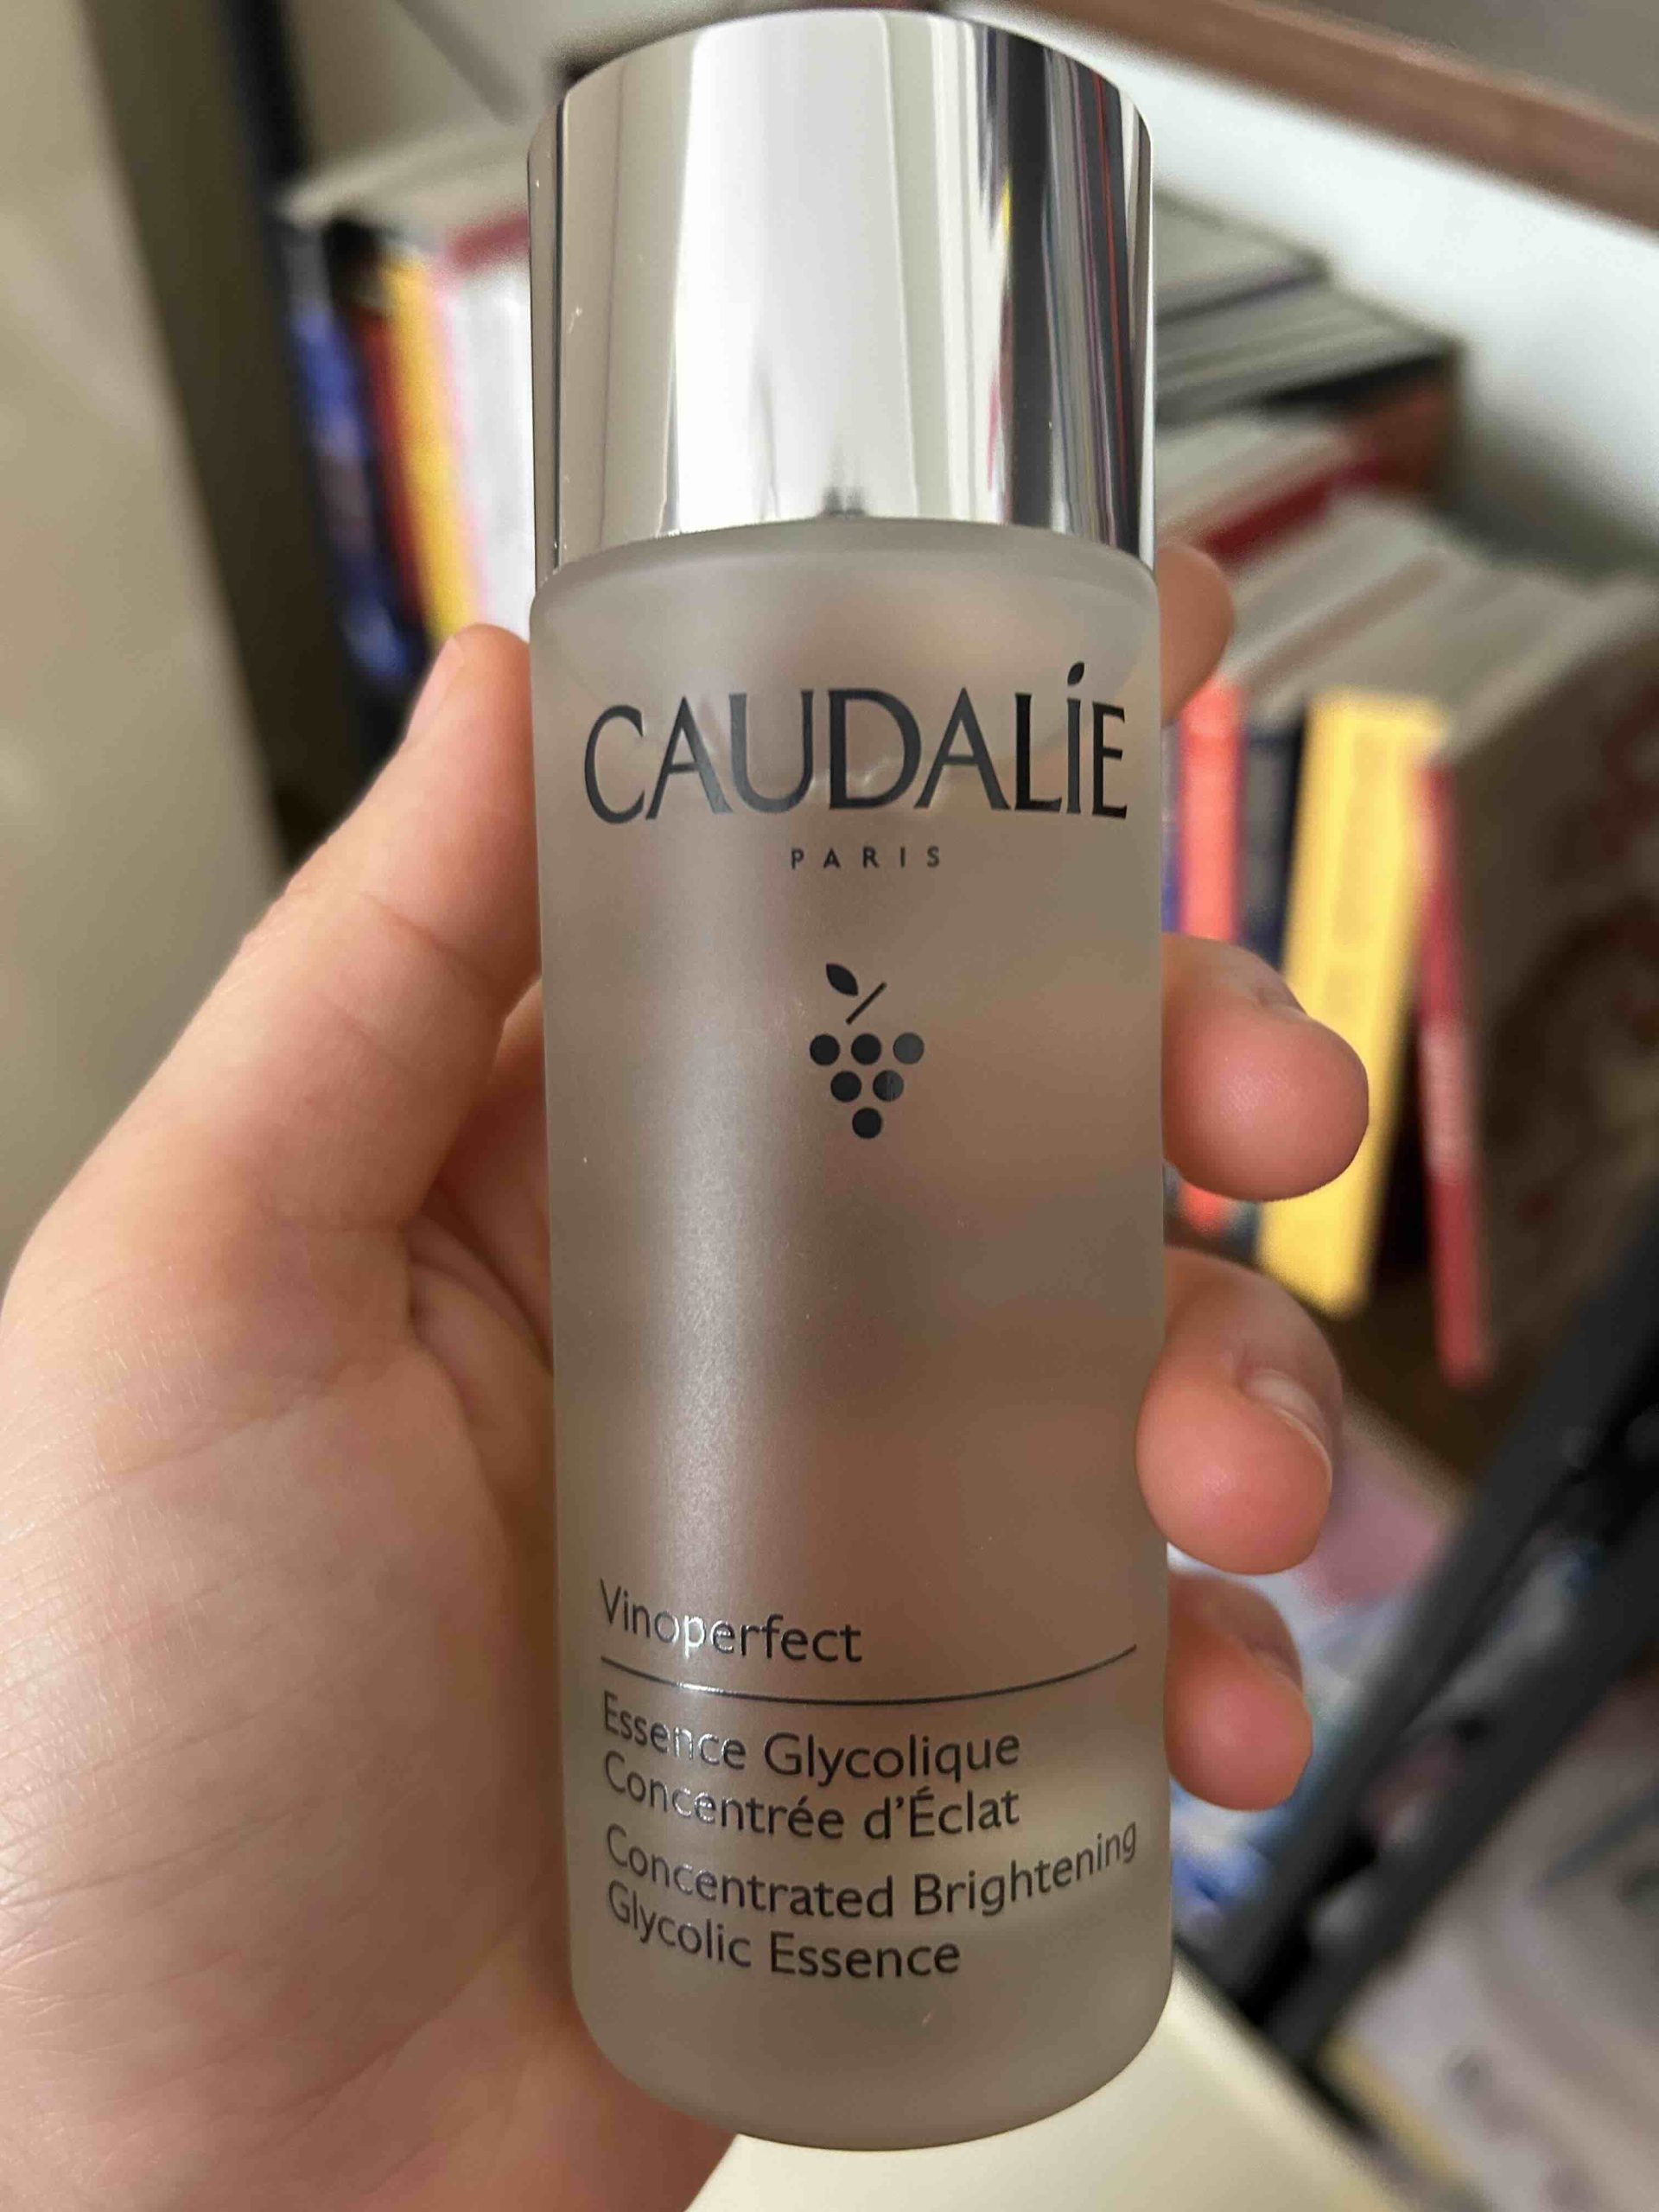 CAUDALÍE
PARIS
Vinoperfect
Essence Glycolique
Concentrée d'Éclat
Concentrated Brightening
Glycolic Essence